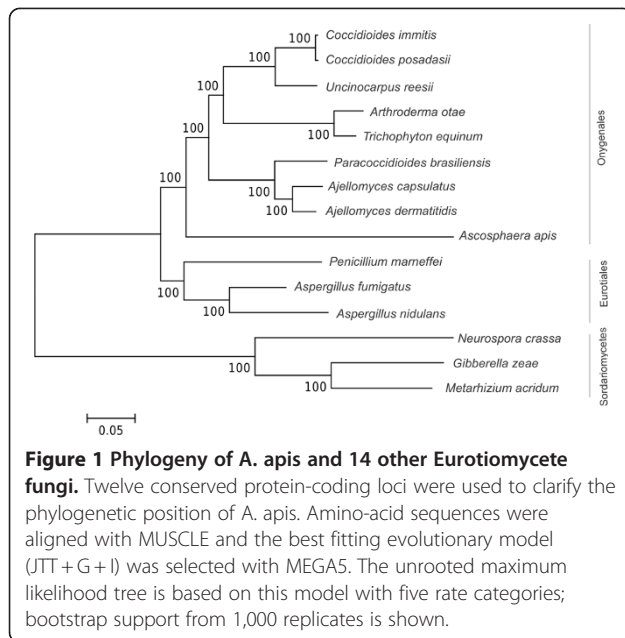 100
Coccidioides immitis
100
Coccidioides posadasii
100
Uncinocarpus reesii
100
Arthroderma otae
100
Trichophyton equinum
100
Paracoccidioides brasiliensis
100
Ajellomyces capsulatus
100
Ajellomyces dermatitidis
100
Ascosphaera apis
Onygenales
Penicillium marneffei
100
Aspergillus fumigatus
100
Aspergillus nidulans
Eurotiales
Neurospora crassa
100
Gibberella zeae
100
Metarhizium acridum
Sordariomycetes
0.05
Figure 1 Phylogeny of A. apis and 14 other Eurotiomycete
fungi. Twelve conserved protein-coding loci were used to clarify the
phylogenetic position of A. apis. Amino-acid sequences were
aligned with MUSCLE and the best fitting evolutionary model
(JTT + G + I) was selected with MEGA5. The unrooted maximum
likelihood tree is based on this model with five rate categories;
bootstrap support from 1,000 replicates is shown.